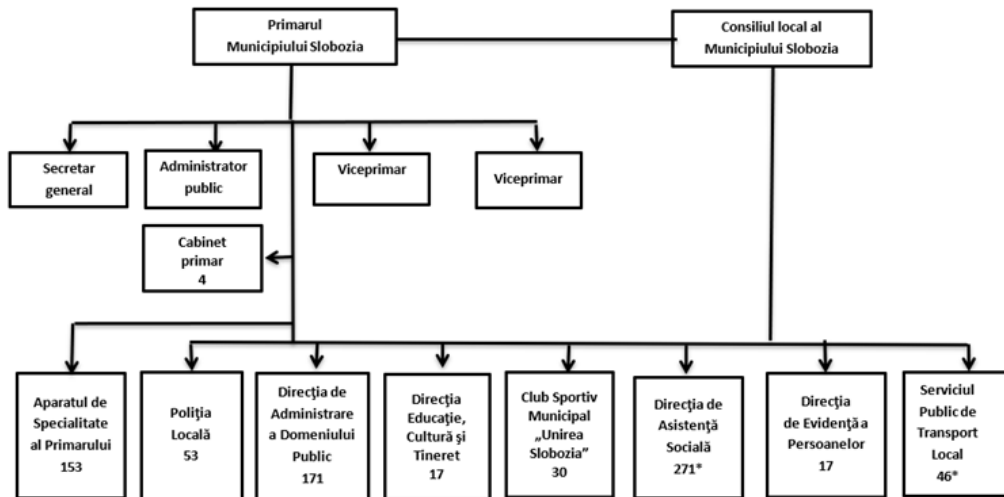 Primarul
Municipiului Slobozia
Consiliul local al
Municipiului Slobozia
Secretar
general
Administrator
public
Viceprimar
Viceprimar
Cabinet
primar
4
Aparatul de
Specialitate
al Primarului
153
Poliția
Locală
53
Direcția de
Administrare
a Domeniului
Public
171
Direcția
Educație,
Cultură și
Tineret
17
Club Sportiv
Municipal
„Unirea
Slobozia”
30
Direcția de
Asistență
Socială
271*
Direcția
de Evidență a
Persoanelor
17
Serviciul
Public de
Transport
Local
46*